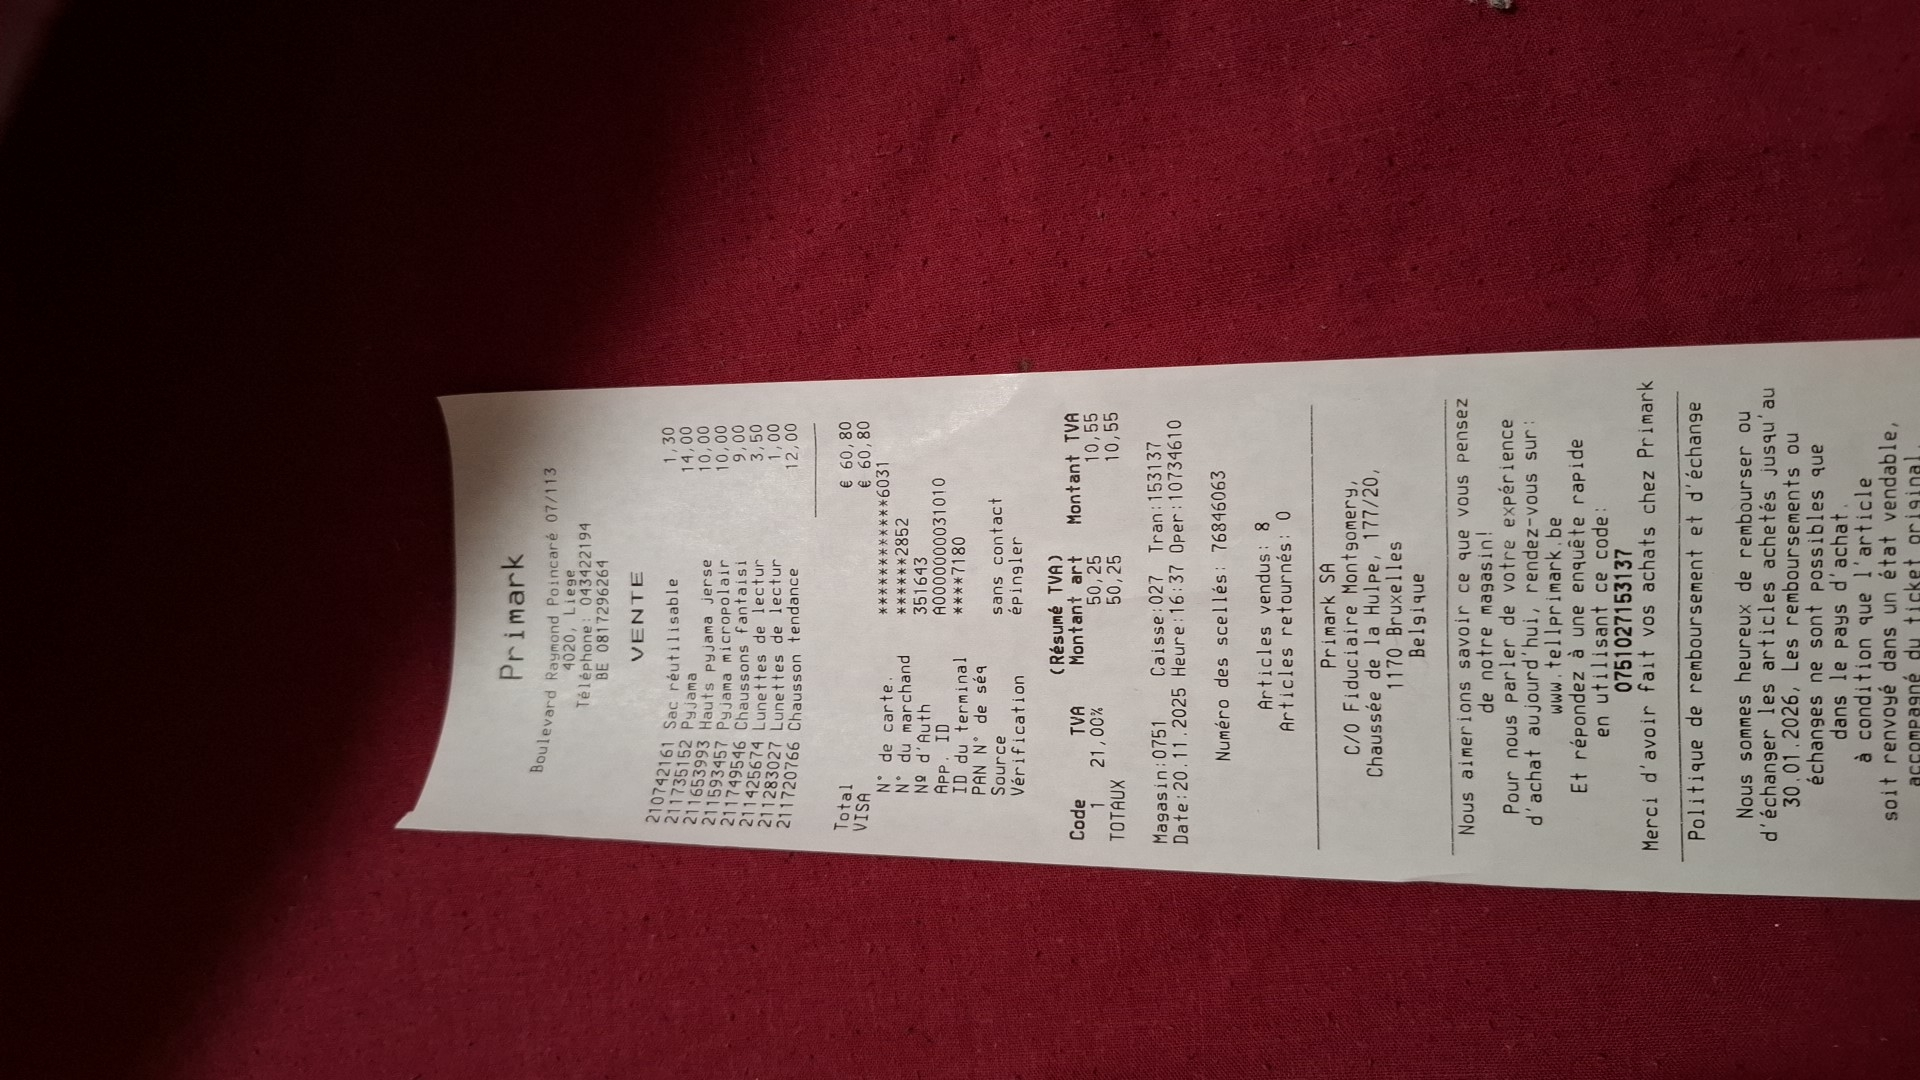 Primark
Boulevard Raymond Poincaré 07/113
4020, Liege
Téléphone: 043422194
BE 0817296264
VENTE
210742161 Sac réutilisable 1,30
211735152 Pyjama 14,00
211653993 Hauts pyjama jerse 10,00
211593457 Pyjama micropolair 10,00
211749546 Chaussons fantaisi 9,00
211425674 Lunettes de lectur 3,50
211283027 Lunettes de lectur 1,00
211720766 Chausson tendance 12,00
Total € 60,80
VISA € 60,80
N° de carte. ************6031
N° du marchand ******2852
Nº d'Auth 351643
App. ID A0000000031010
ID du terminal ****7180
PAN N° de séq
Source sans contact
Vérification épingler
(Résumé TVA)
Code TVA Montant art Montant TVA
1 21,00% 50,25 10,55
TOTAUX 50,25 10,55
Magasin:0751 Caisse:027 Tran:153137
Date:20.11.2025 Heure:16:37 Oper:10734610
Numéro des scellés: 76846063
Articles vendus: 8
Articles retournés: 0
Primark SA
C/O Fiduciaire Montgomery,
Chaussée de la Hulpe, 177/20,
1170 Bruxelles
Belgique
Nous aimerions savoir ce que vous pensez
de notre magasin!
Pour nous parler de votre expérience
d'achat aujourd'hui, rendez-vous sur:
www.tellprimark.be
Et répondez à une enquête rapide
en utilisant ce code:
0751027153137
Merci d'avoir fait vos achats chez Primark
Politique de remboursement et d'échange
Nous sommes heureux de rembourser ou
d'échanger les articles achetés jusqu'au
30.01.2026, Les remboursements ou
échanges ne sont possibles que
dans le pays d'achat.
à condition que l'article
soit renvoyé dans un état vendable,
accompagné du ticket original